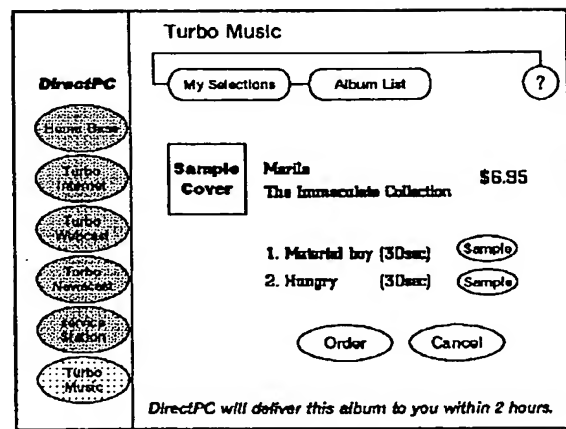 Turbo Music
DirectPC
My Selections
Album List
?
Home Base
Turbo
Internet
Turbo
Webcast
Turbo
Newscast
Service
Station
Turbo
Music
Sample
Cover
Marila
The Immaculate Collection
$6.95
1. Material boy (30sec) Sample
2. Hungry (30sec) Sample
Order
Cancel
DirectPC will deliver this album to you within 2 hours.